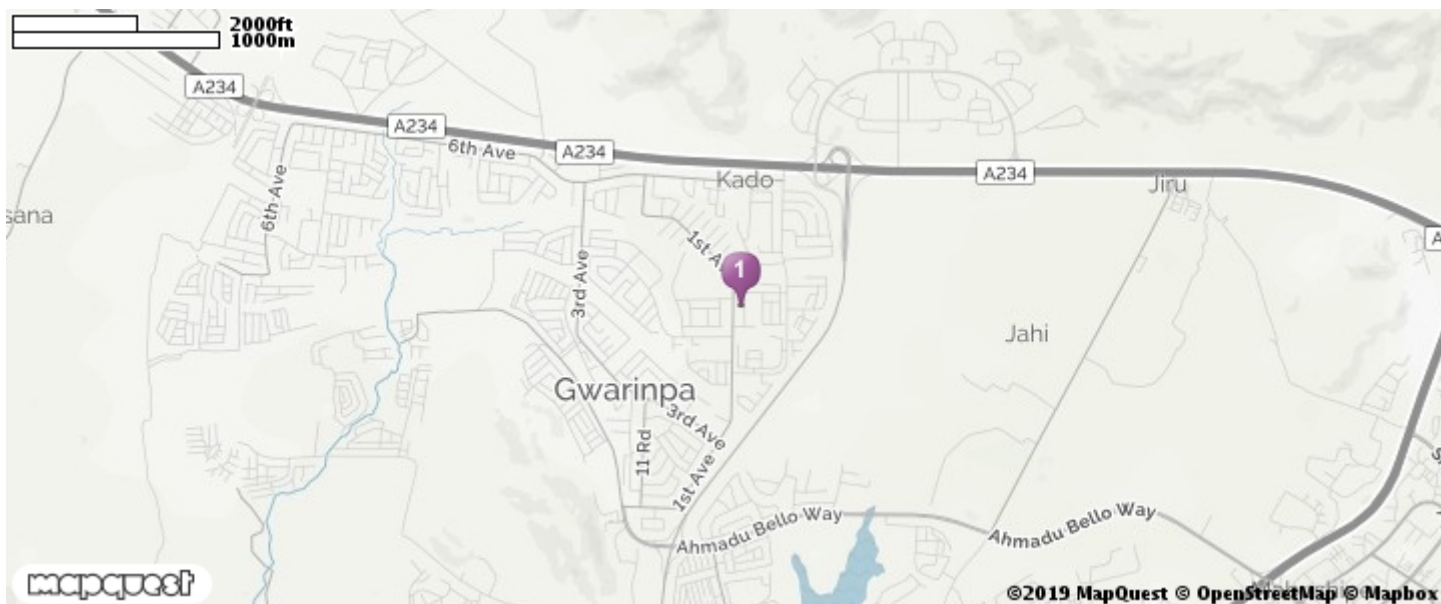 2000ft
1000m
A234
A234
6th Ave
A234
Kado
A234
Jiru
6th Ave
sana
1st A
1
3rd Ave
A
Jahi
Gwarinpa
3rd Ave
11 Rd
1st Ave
Ahmadu Bello Way
Ahmadu Bello Way
mapquest
©2019 MapQuest © OpenStreetMap © Mapbox